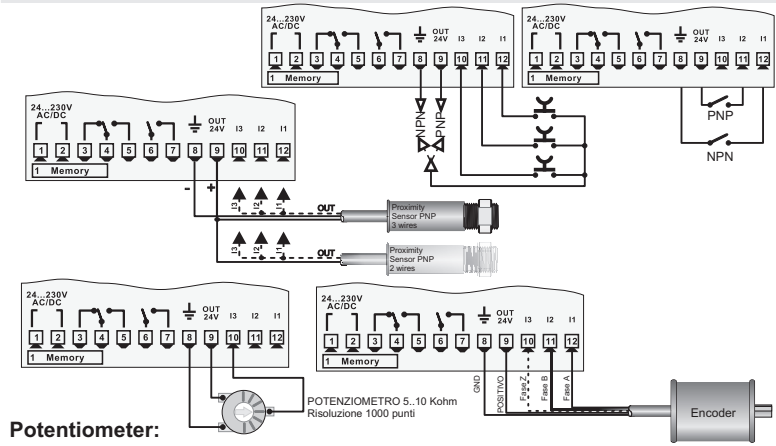 24...230V
AC/DC
OUT
24V
I3
I2
I1
1 2 3 4 5 6 7 8 9 10 11 12
1 Memory
NPN
PNP
24...230V
AC/DC
OUT
24V
I3
I2
I1
1 2 3 4 5 6 7 8 9 10 11 12
1 Memory
PNP
NPN
24...230V
AC/DC
OUT
24V
I3
I2
I1
1 2 3 4 5 6 7 8 9 10 11 12
1 Memory
- +
I3
I2
I1
OUT
Proximity
Sensor PNP
3 wires
I3
I2
I1
OUT
Proximity
Sensor PNP
2 wires
24...230V
AC/DC
OUT
24V
I3
I2
I1
1 2 3 4 5 6 7 8 9 10 11 12
1 Memory
POTENZIOMETRO 5..10 Kohm
Risoluzione 1000 punti
24...230V
AC/DC
OUT
24V
I3
I2
I1
1 2 3 4 5 6 7 8 9 10 11 12
1 Memory
GND
POSITIVO
Fase Z
Fase B
Fase A
Encoder
Potentiometer: